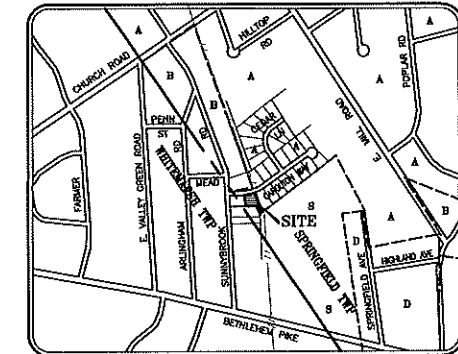 CHURCH ROAD
HILLTOP
RD
POPLAR RD
A
B
A
A
A
E MILL ROAD
PENN
ST
RD
CEDAR
LN
A
A
B
FARMER
E. VALLEY GREEN ROAD
WHITEMARSH TWP
MEAD
ARLINGHAM
RD
SUNNYBROOK
S
SITE
SPRINGFIELD TWP
D
A
B
SPRINGFIELD AVE
HIGHLAND AVE
D
S
BETHLEHEM PIKE